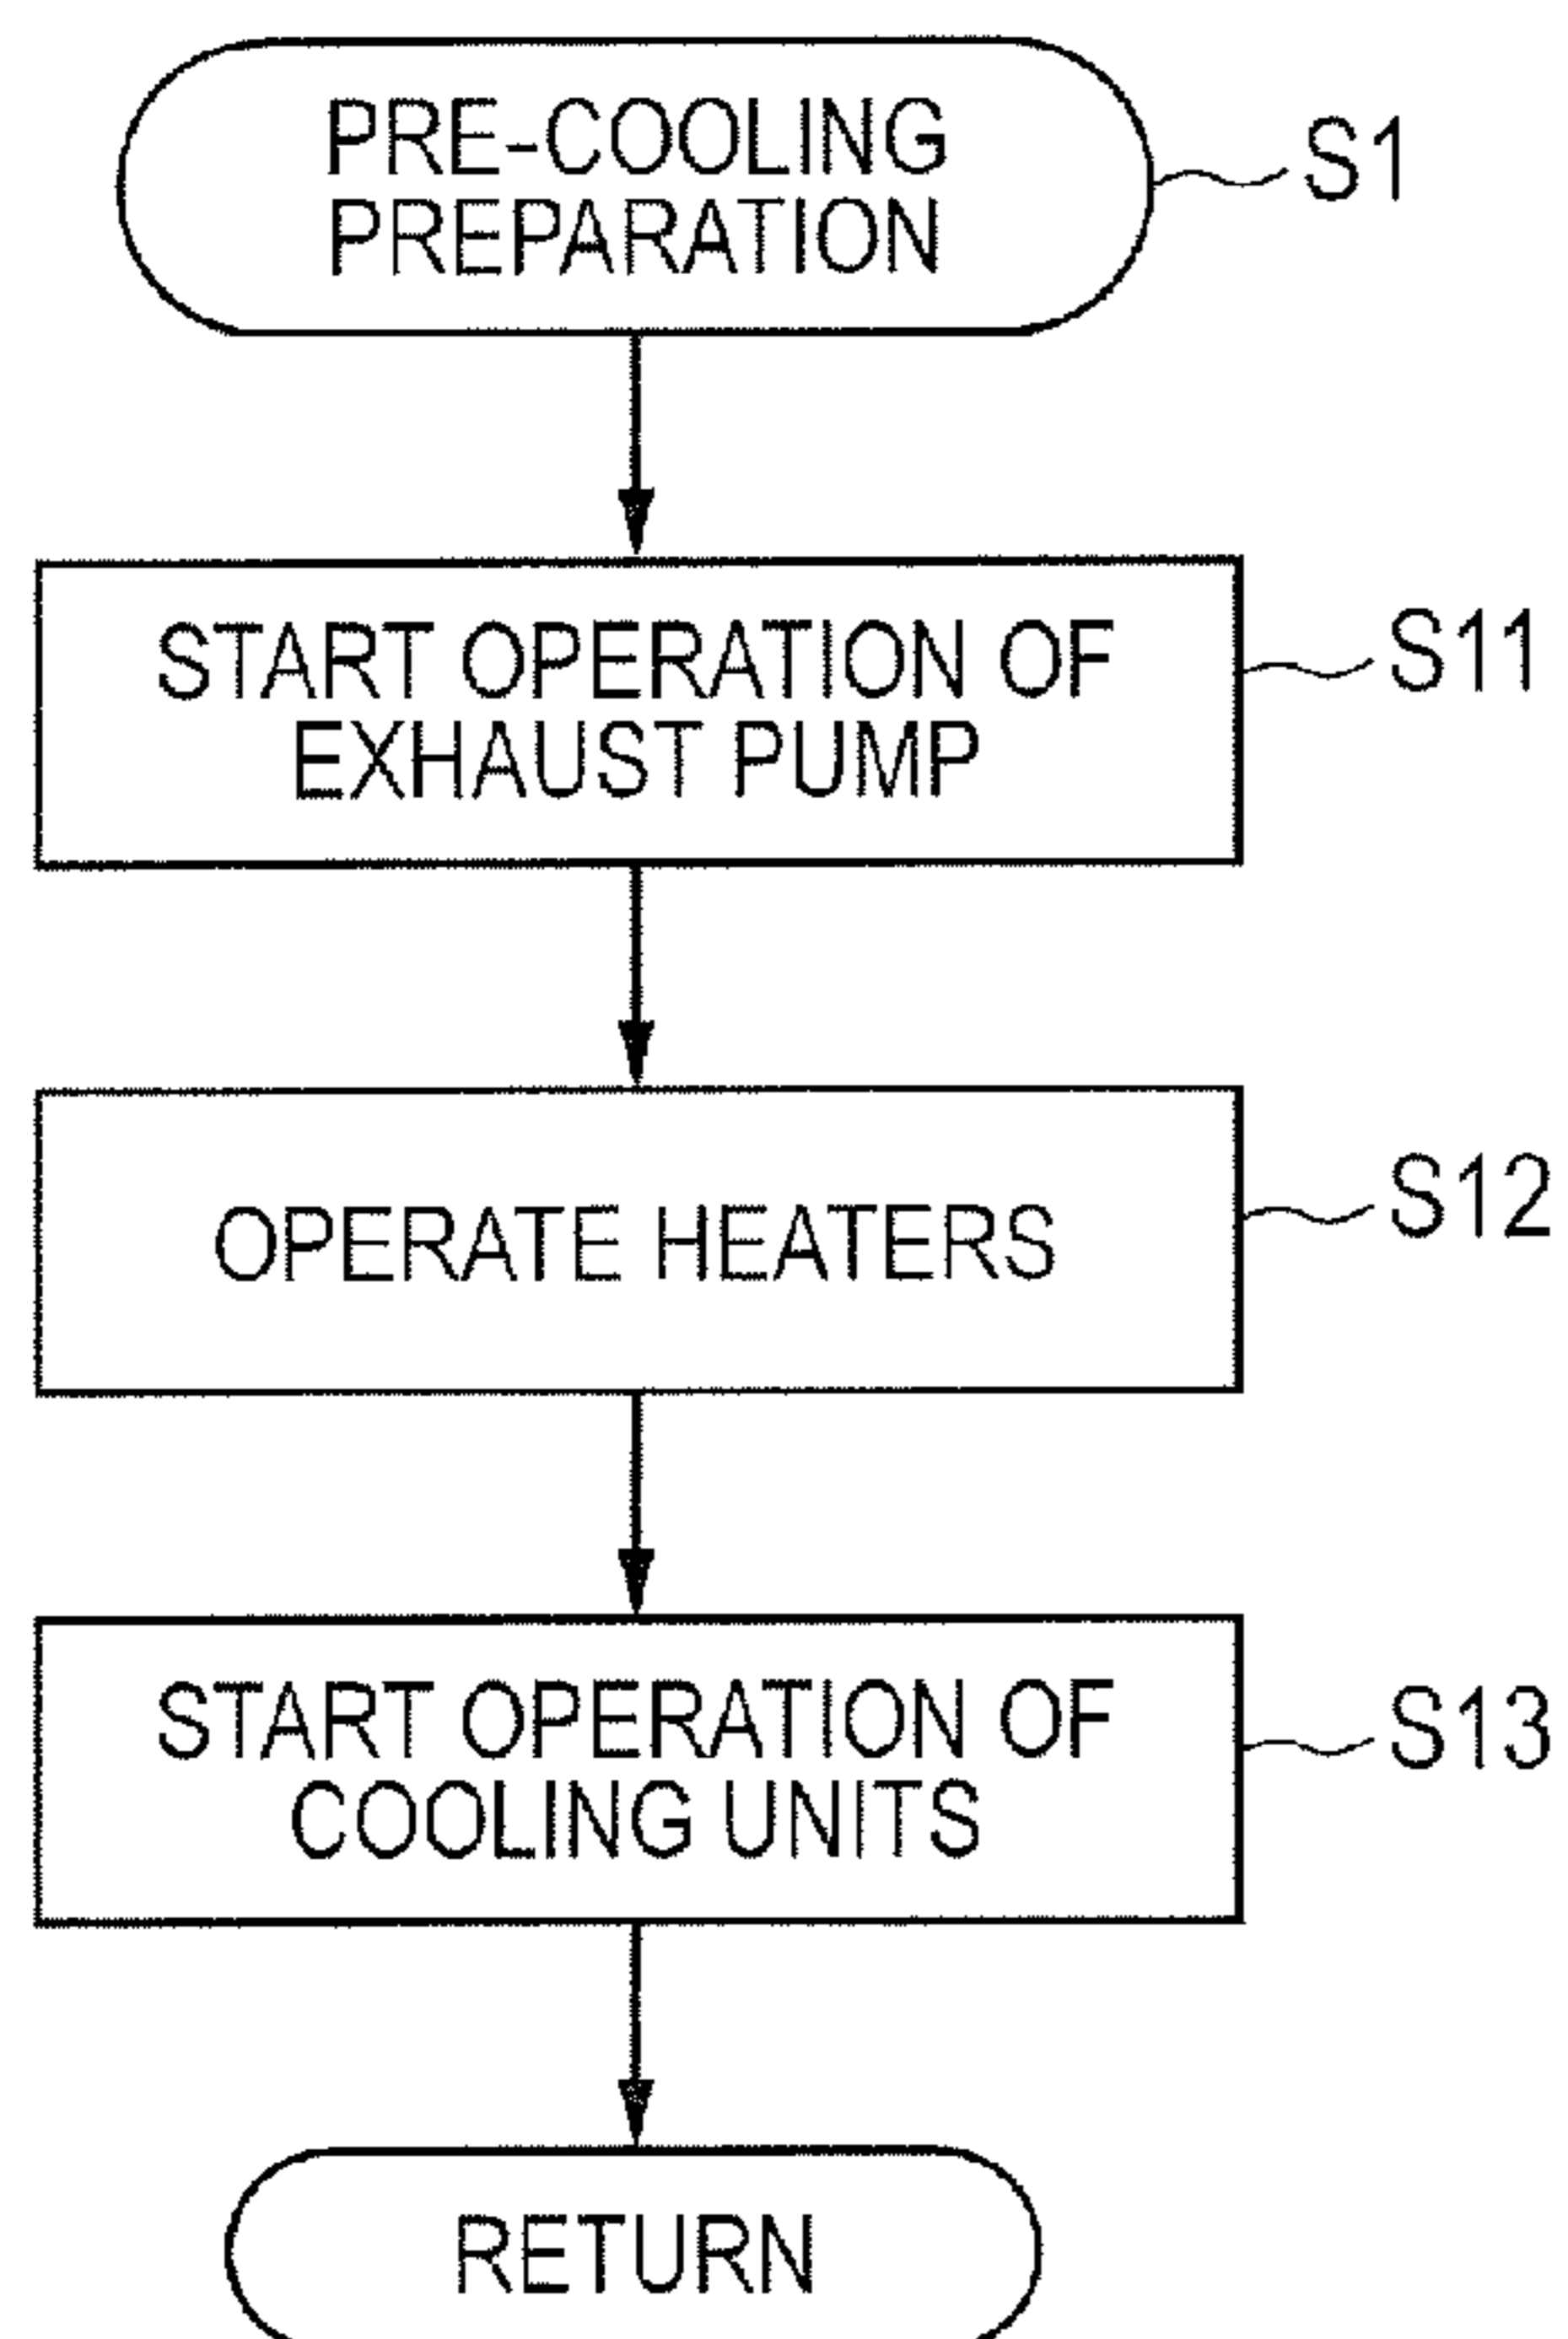 PRE-COOLING
PREPARATION
S1
START OPERATION OF
EXHAUST PUMP
S11
OPERATE HEATERS
S12
START OPERATION OF
COOLING UNITS
S13
RETURN